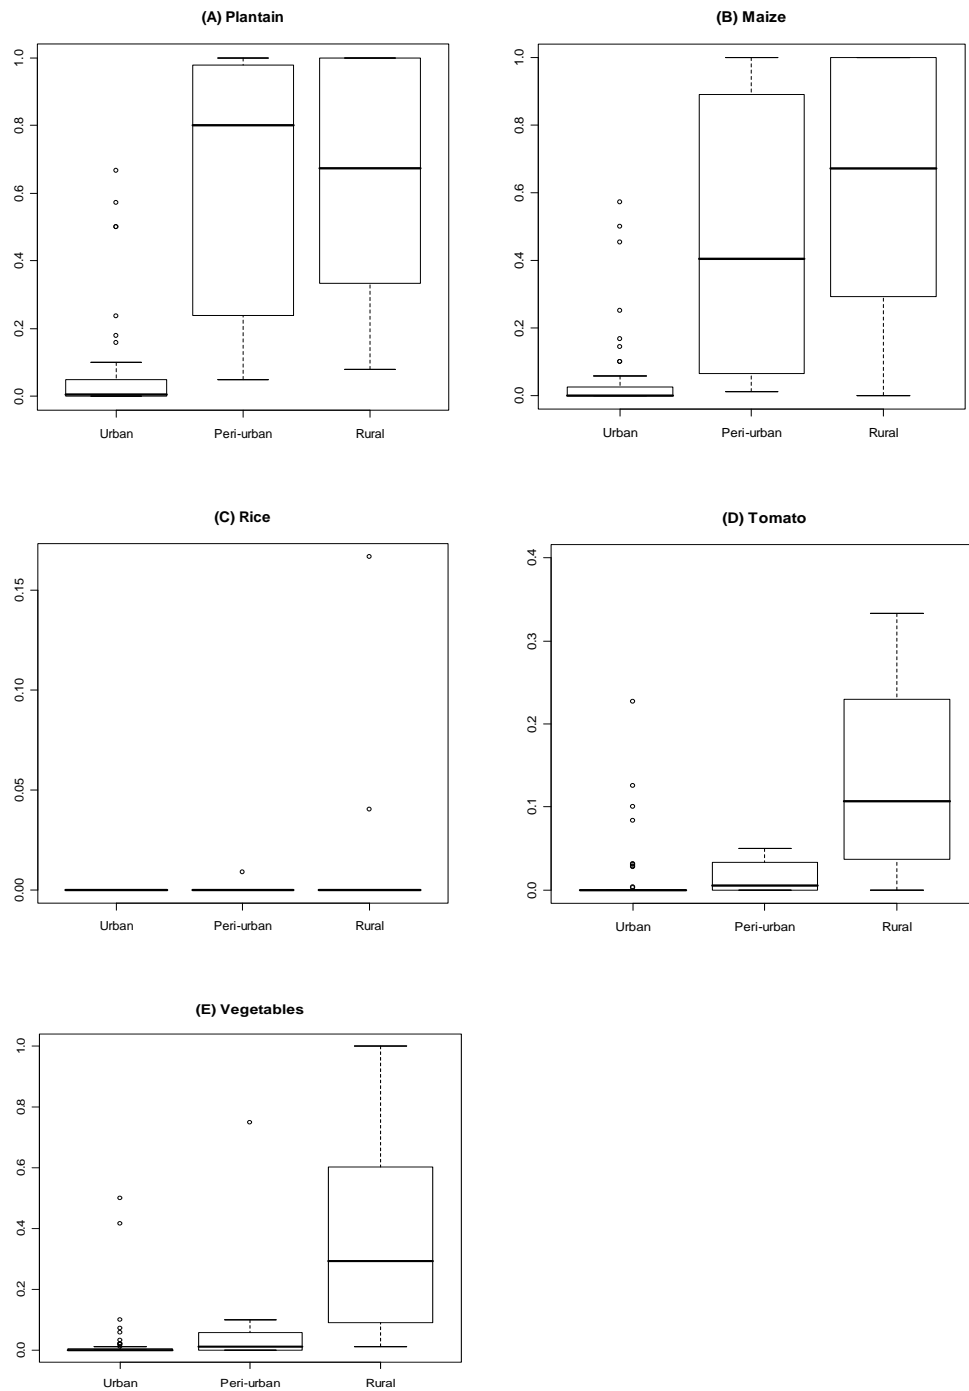 (A) Plantain
1.0
0.8
0.6
0.4
0.2
0.0
Urban Peri-urban Rural
(B) Maize
1.0
0.8
0.6
0.4
0.2
0.0
Urban Peri-urban Rural
(C) Rice
0.15
0.10
0.05
0.00
Urban Peri-urban Rural
(D) Tomato
0.4
0.3
0.2
0.1
0.0
Urban Peri-urban Rural
(E) Vegetables
1.0
0.8
0.6
0.4
0.2
0.0
Urban Peri-urban Rural